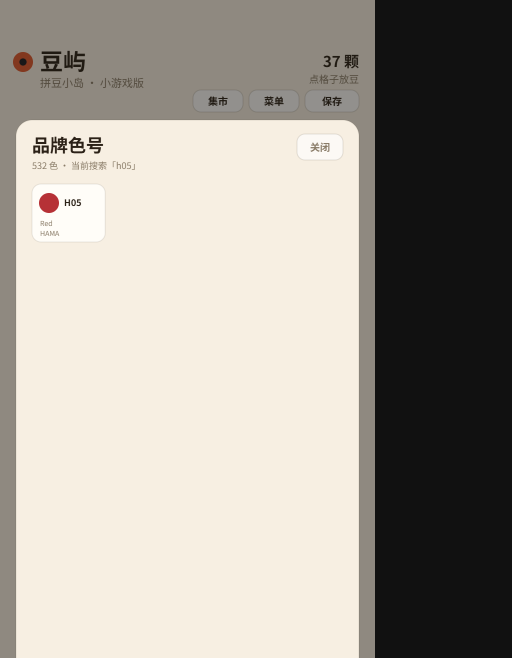 豆屿
拼豆小岛 · 小游戏版
37 颗
点格子放豆
集市
菜单
保存
品牌色号
532 色 · 当前搜索「h05」
关闭
H05
Red
HAMA